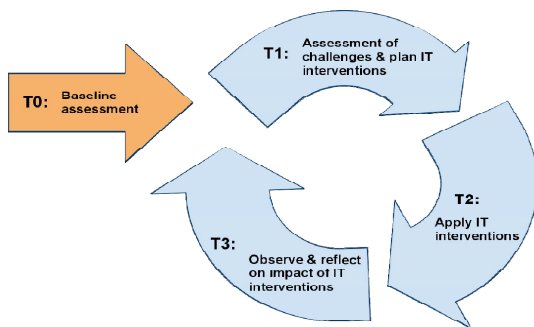 T0: Baseline
assessment
T1: Assessment of
challenges & plan IT
interventions
T2:
Apply IT
interventions
T3:
Observe & reflect
on impact of IT
interventions